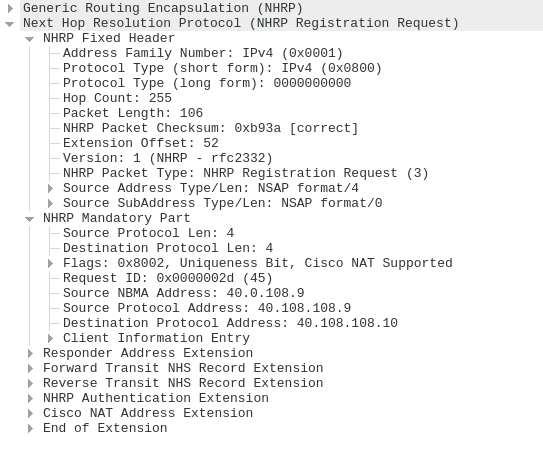 Generic Routing Encapsulation (NHRP)
Next Hop Resolution Protocol (NHRP Registration Request)
NHRP Fixed Header
Address Family Number: IPv4 (0x0001)
Protocol Type (short form): IPv4 (0x0800)
Protocol Type (long form): 0000000000
Hop Count: 255
Packet Length: 106
NHRP Packet Checksum: 0xb93a [correct]
Extension Offset: 52
Version: 1 (NHRP - rfc2332)
NHRP Packet Type: NHRP Registration Request (3)
Source Address Type/Len: NSAP format/4
Source SubAddress Type/Len: NSAP format/0
NHRP Mandatory Part
Source Protocol Len: 4
Destination Protocol Len: 4
Flags: 0x8002, Uniqueness Bit, Cisco NAT Supported
Request ID: 0x0000002d (45)
Source NBMA Address: 40.0.108.9
Source Protocol Address: 40.108.108.9
Destination Protocol Address: 40.108.108.10
Client Information Entry
Responder Address Extension
Forward Transit NHS Record Extension
Reverse Transit NHS Record Extension
NHRP Authentication Extension
Cisco NAT Address Extension
End of Extension